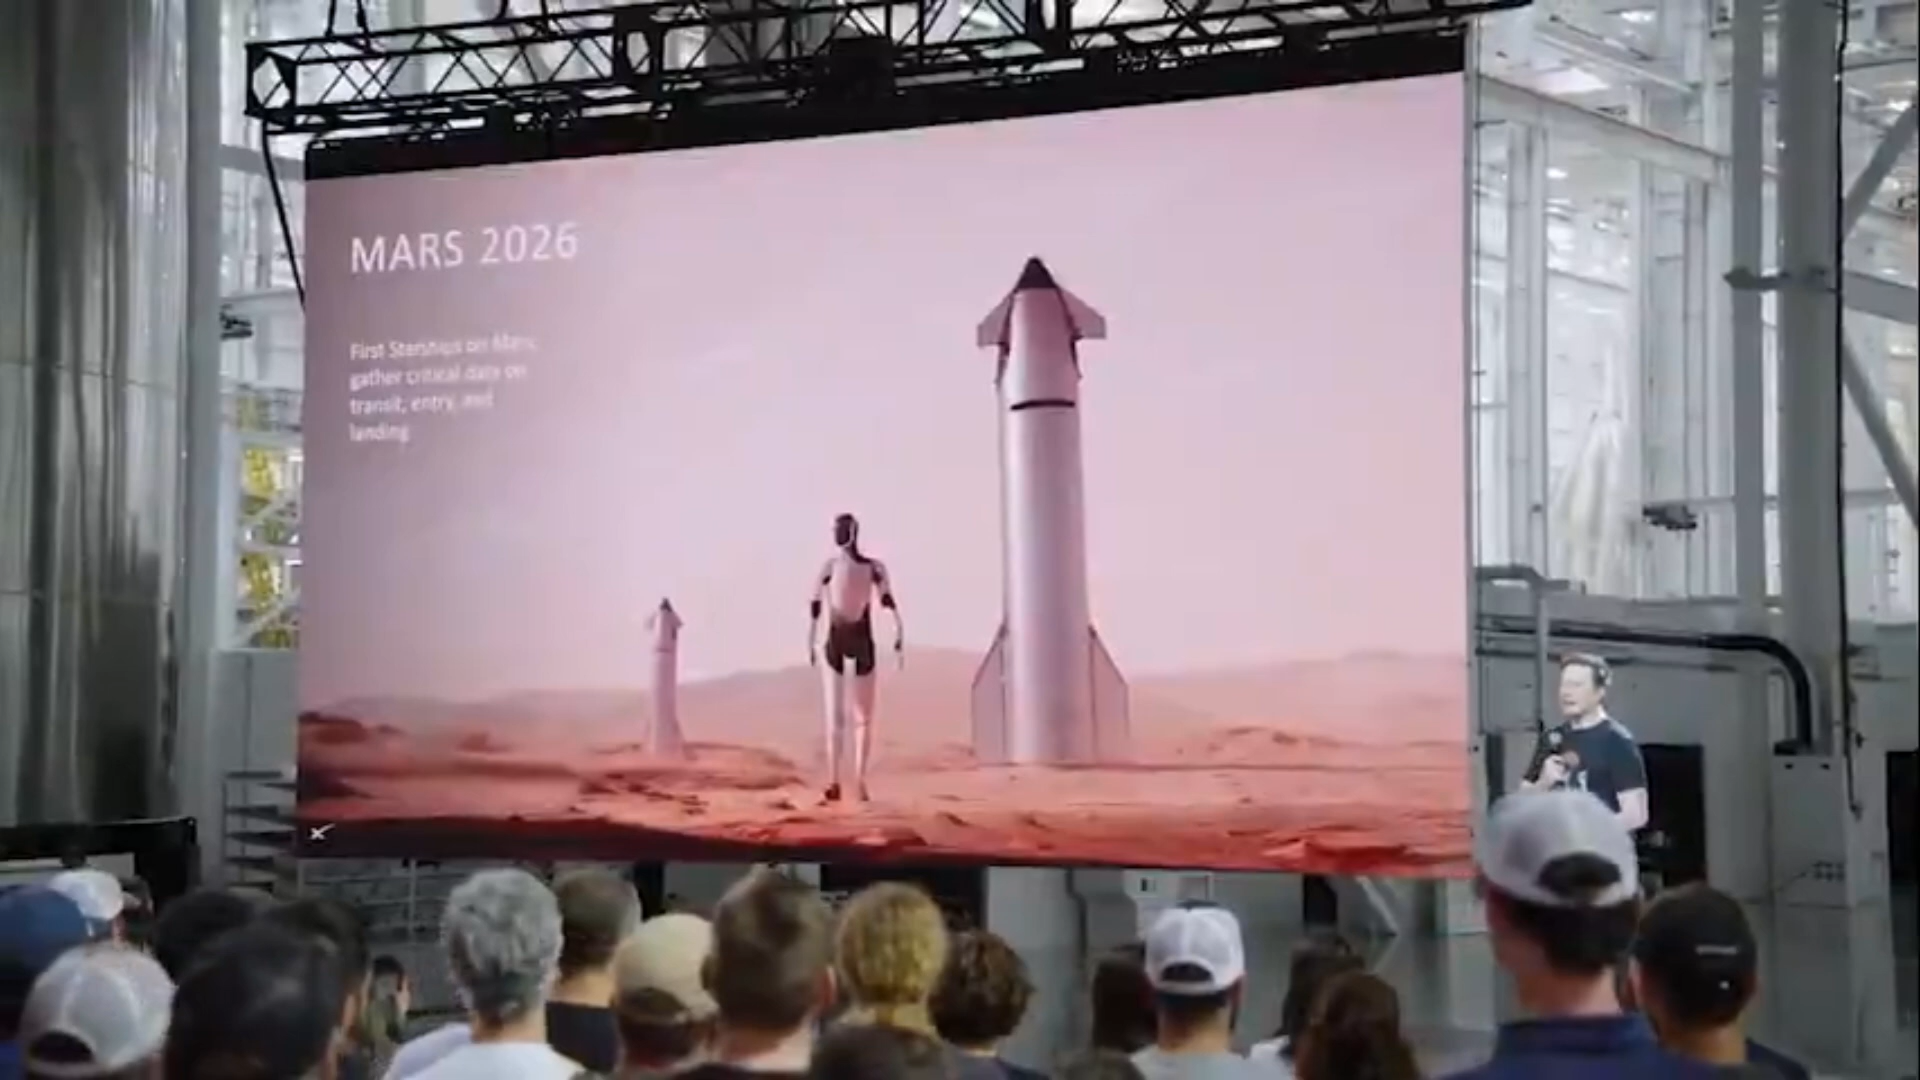 MARS 2026
First Starships on Mars,
gather critical data on
transit, entry, and
landing